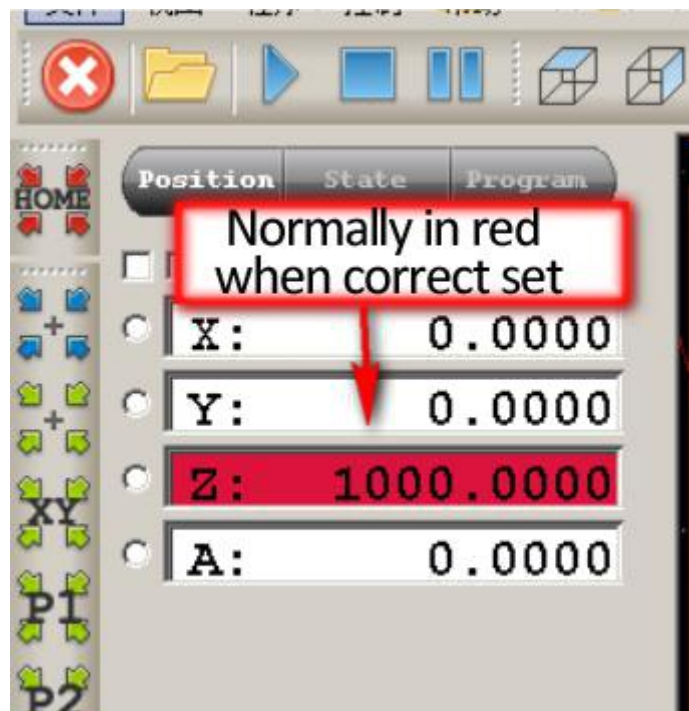 HOME
Position State Program
Normally in red
when correct set
X: 0.0000
Y: 0.0000
Z: 1000.0000
A: 0.0000
XY
P1
P2